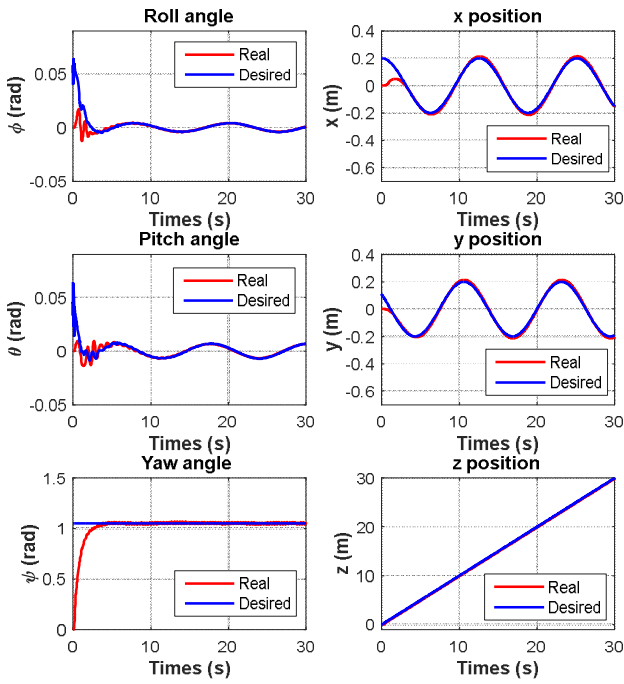 Roll angle
x position
0.05
0
-0.05
ϕ (rad)
Real
Desired
0.4
0.2
0
-0.2
-0.4
-0.6
x (m)
Real
Desired
0
10
20
30
0
10
20
30
Times (s)
Times (s)
Pitch angle
y position
0.05
0
-0.05
θ (rad)
Real
Desired
0.4
0.2
0
-0.2
-0.4
-0.6
y (m)
Real
Desired
0
10
20
30
0
10
20
30
Times (s)
Times (s)
Yaw angle
z position
1.5
1
0.5
0
ψ (rad)
Real
Desired
30
20
10
0
z (m)
Real
Desired
0
10
20
30
0
10
20
30
Times (s)
Times (s)